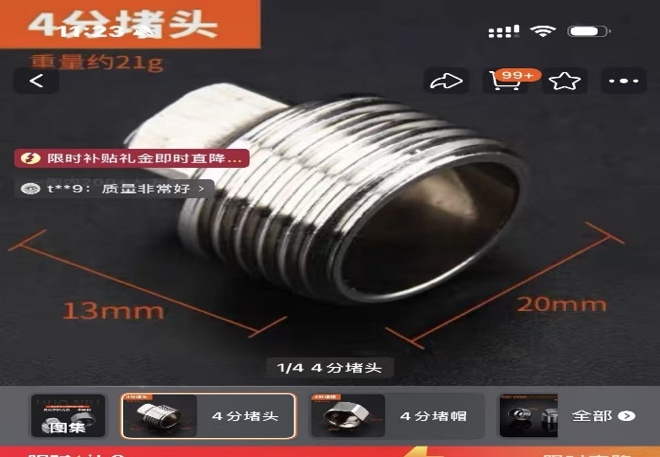 4分堵头
17:23
重量约21g
99+
限时补贴礼金即时直降...
t**9：质量非常好 >
13mm
20mm
1/4 4分堵头
图集
4分堵头
4分堵帽
全部